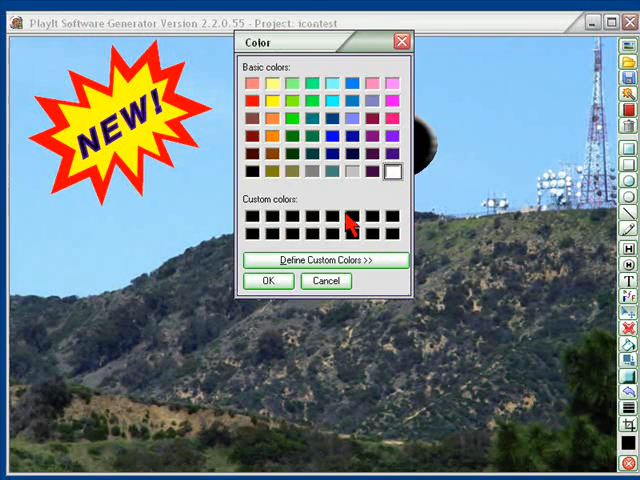 PlayIt Software Generator Version 2.2.0.55 - Project: icontest
NEW!
Color
Basic colors:
Custom colors:
Define Custom Colors >>
OK
Cancel
H
H
T